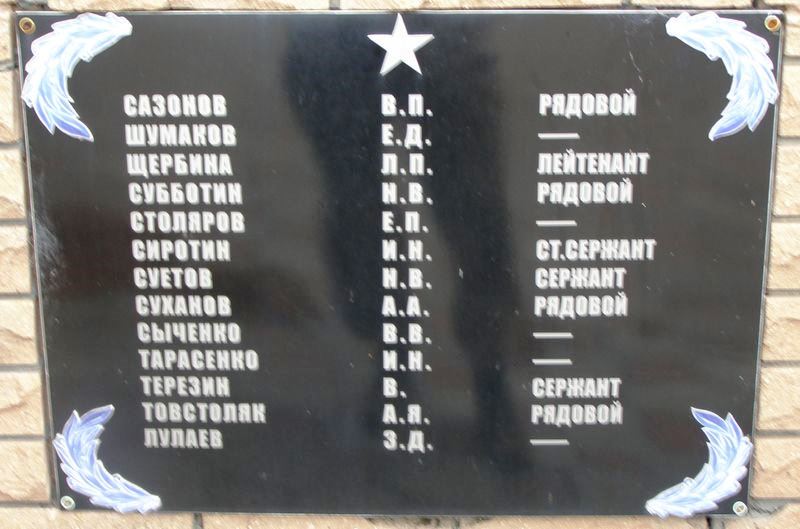 САЗОНОВ В.П. РЯДОВОЙ
ШУМАКОВ Е.Д. —
ЩЕРБИНА Л.П. ЛЕЙТЕНАНТ
СУББОТИН Н.В. РЯДОВОЙ
СТОЛЯРОВ Е.П. —
СИРОТИН И.Н. СТ.СЕРЖАНТ
СУЕТОВ Н.В. СЕРЖАНТ
СУХАНОВ А.А. РЯДОВОЙ
СЫЧЕНКО В.В. —
ТАРАСЕНКО И.Н. —
ТЕРЕЗИН В. СЕРЖАНТ
ТОВСТОЛЯК А.Я. РЯДОВОЙ
ЛУЛАЕВ З.Д. —